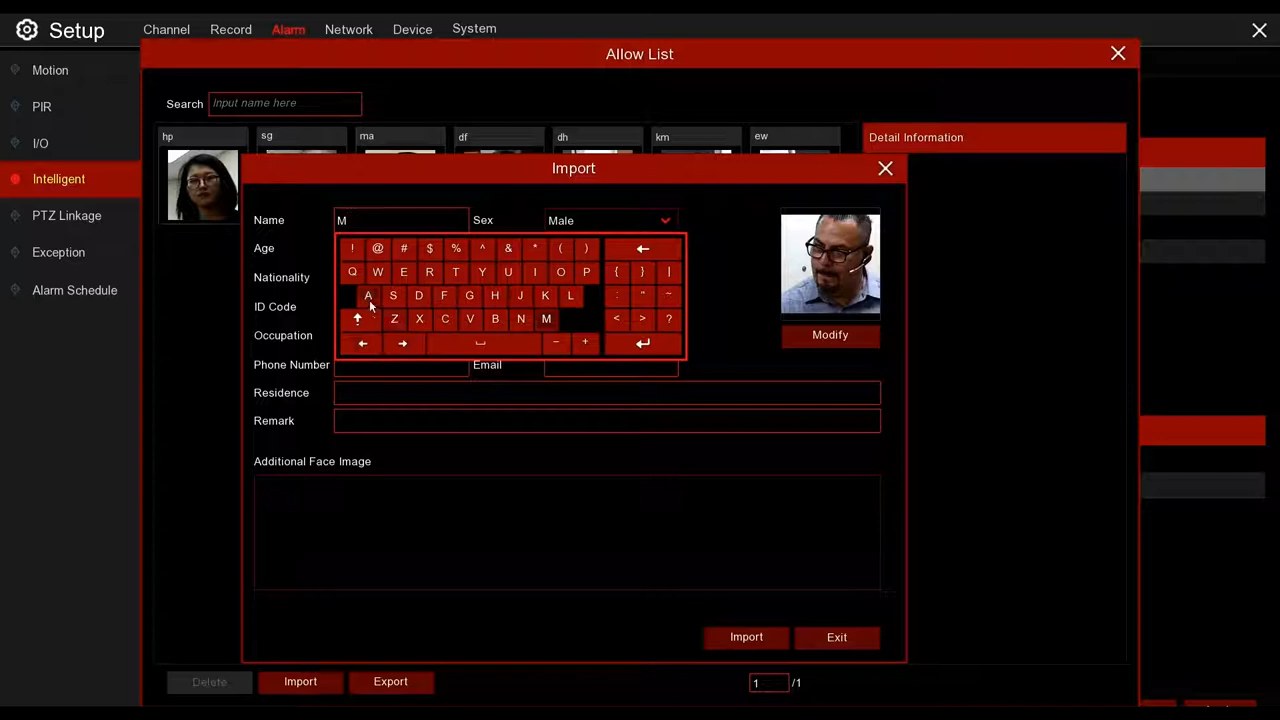 Setup Channel Record Alarm Network Device System
Allow List
Motion
PIR
I/O
Intelligent
PTZ Linkage
Exception
Alarm Schedule
Search Input name here
hp sg ma df dh km ew
Detail Information
Import
Name M Sex Male
Age
Nationality
ID Code
Occupation
! @ # $ % ^ & * ( )
Q W E R T Y U I O P { } |
A S D F G H J K L : " ~
Z X C V B N M < > ?
- +
Modify
Phone Number Email
Residence
Remark
Additional Face Image
Import Exit
Delete Import Export 1 /1